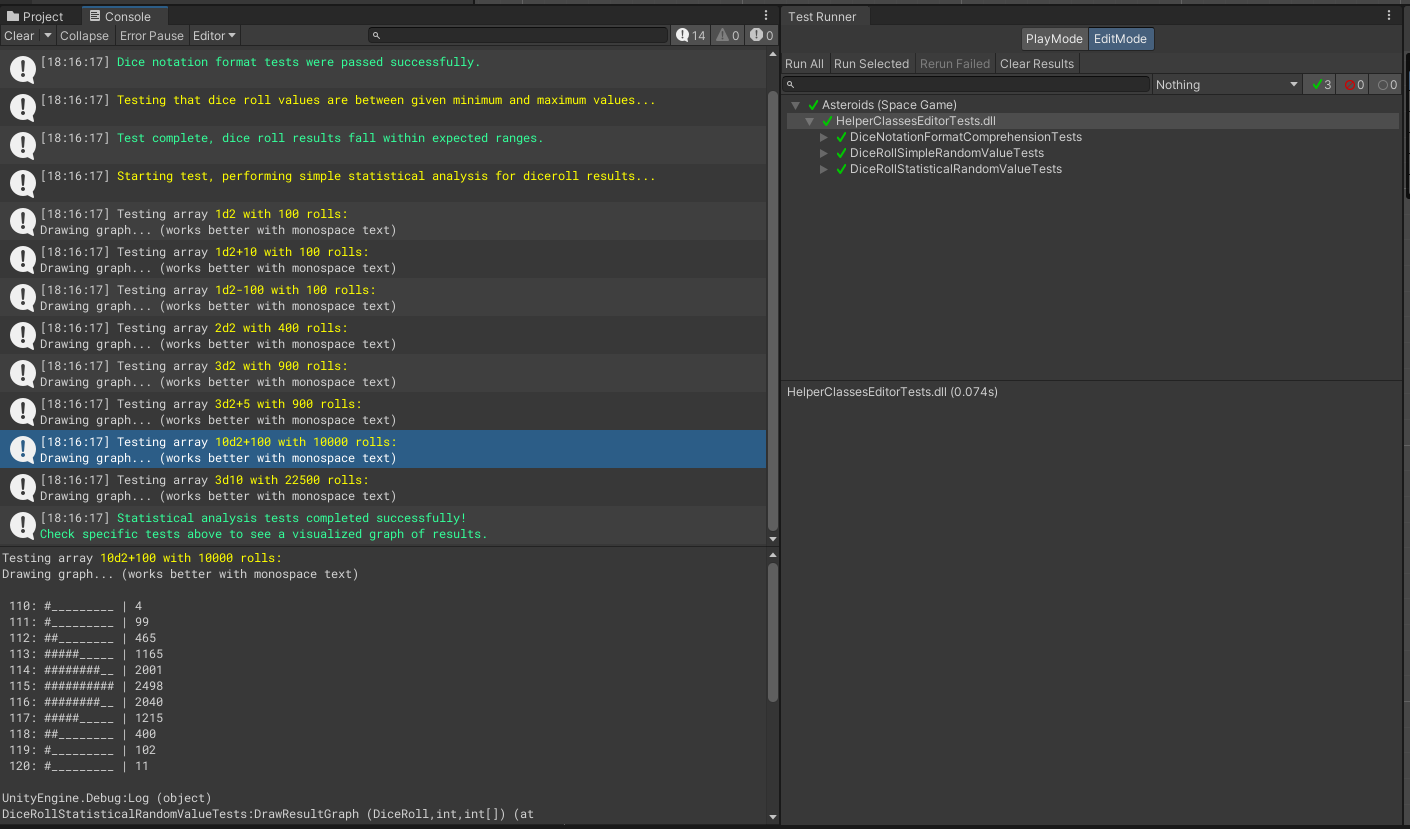 Project
Console
Clear
Collapse
Error Pause
Editor
14
0
0
[18:16:17] Dice notation format tests were passed successfully.
[18:16:17] Testing that dice roll values are between given minimum and maximum values...
[18:16:17] Test complete, dice roll results fall within expected ranges.
[18:16:17] Starting test, performing simple statistical analysis for diceroll results...
[18:16:17] Testing array 1d2 with 100 rolls:
Drawing graph... (works better with monospace text)
[18:16:17] Testing array 1d2+10 with 100 rolls:
Drawing graph... (works better with monospace text)
[18:16:17] Testing array 1d2-100 with 100 rolls:
Drawing graph... (works better with monospace text)
[18:16:17] Testing array 2d2 with 400 rolls:
Drawing graph... (works better with monospace text)
[18:16:17] Testing array 3d2 with 900 rolls:
Drawing graph... (works better with monospace text)
[18:16:17] Testing array 3d2+5 with 900 rolls:
Drawing graph... (works better with monospace text)
[18:16:17] Testing array 10d2+100 with 10000 rolls:
Drawing graph... (works better with monospace text)
[18:16:17] Testing array 3d10 with 22500 rolls:
Drawing graph... (works better with monospace text)
[18:16:17] Statistical analysis tests completed successfully!
Check specific tests above to see a visualized graph of results.
Testing array 10d2+100 with 10000 rolls:
Drawing graph... (works better with monospace text)
110: #_________ | 4
111: #_________ | 99
112: ##________ | 465
113: #####_____ | 1165
114: ########__ | 2001
115: ########## | 2498
116: ########__ | 2040
117: #####_____ | 1215
118: ##________ | 400
119: #_________ | 102
120: #_________ | 11
UnityEngine.Debug:Log (object)
DiceRollStatisticalRandomValueTests:DrawResultGraph (DiceRoll,int,int[]) (at
Test Runner
PlayMode
EditMode
Run All
Run Selected
Rerun Failed
Clear Results
Nothing
3
0
0
Asteroids (Space Game)
HelperClassesEditorTests.dll
DiceNotationFormatComprehensionTests
DiceRollSimpleRandomValueTests
DiceRollStatisticalRandomValueTests
HelperClassesEditorTests.dll (0.074s)